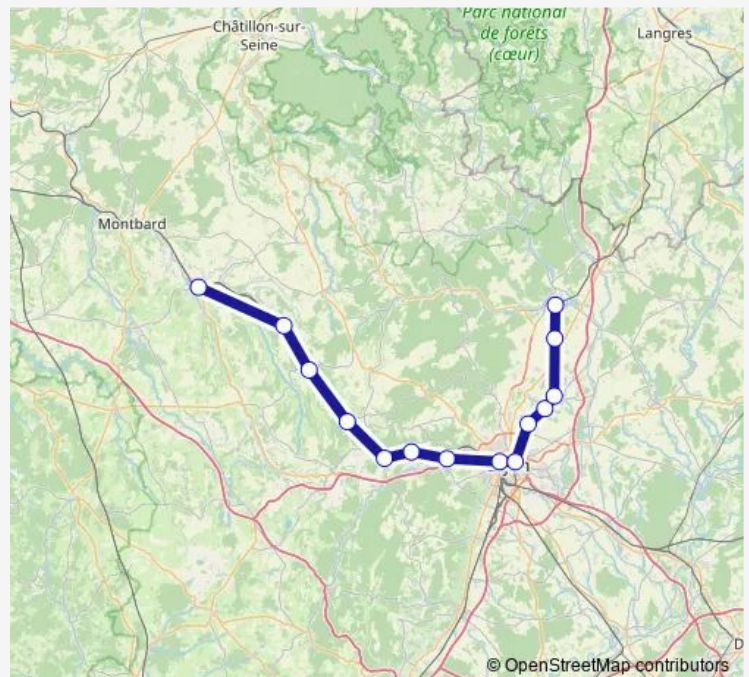 Parc national
de forêts
(cœur)
Châtillon-sur-
Seine
Langres
Montbard
© OpenStreetMap contributors